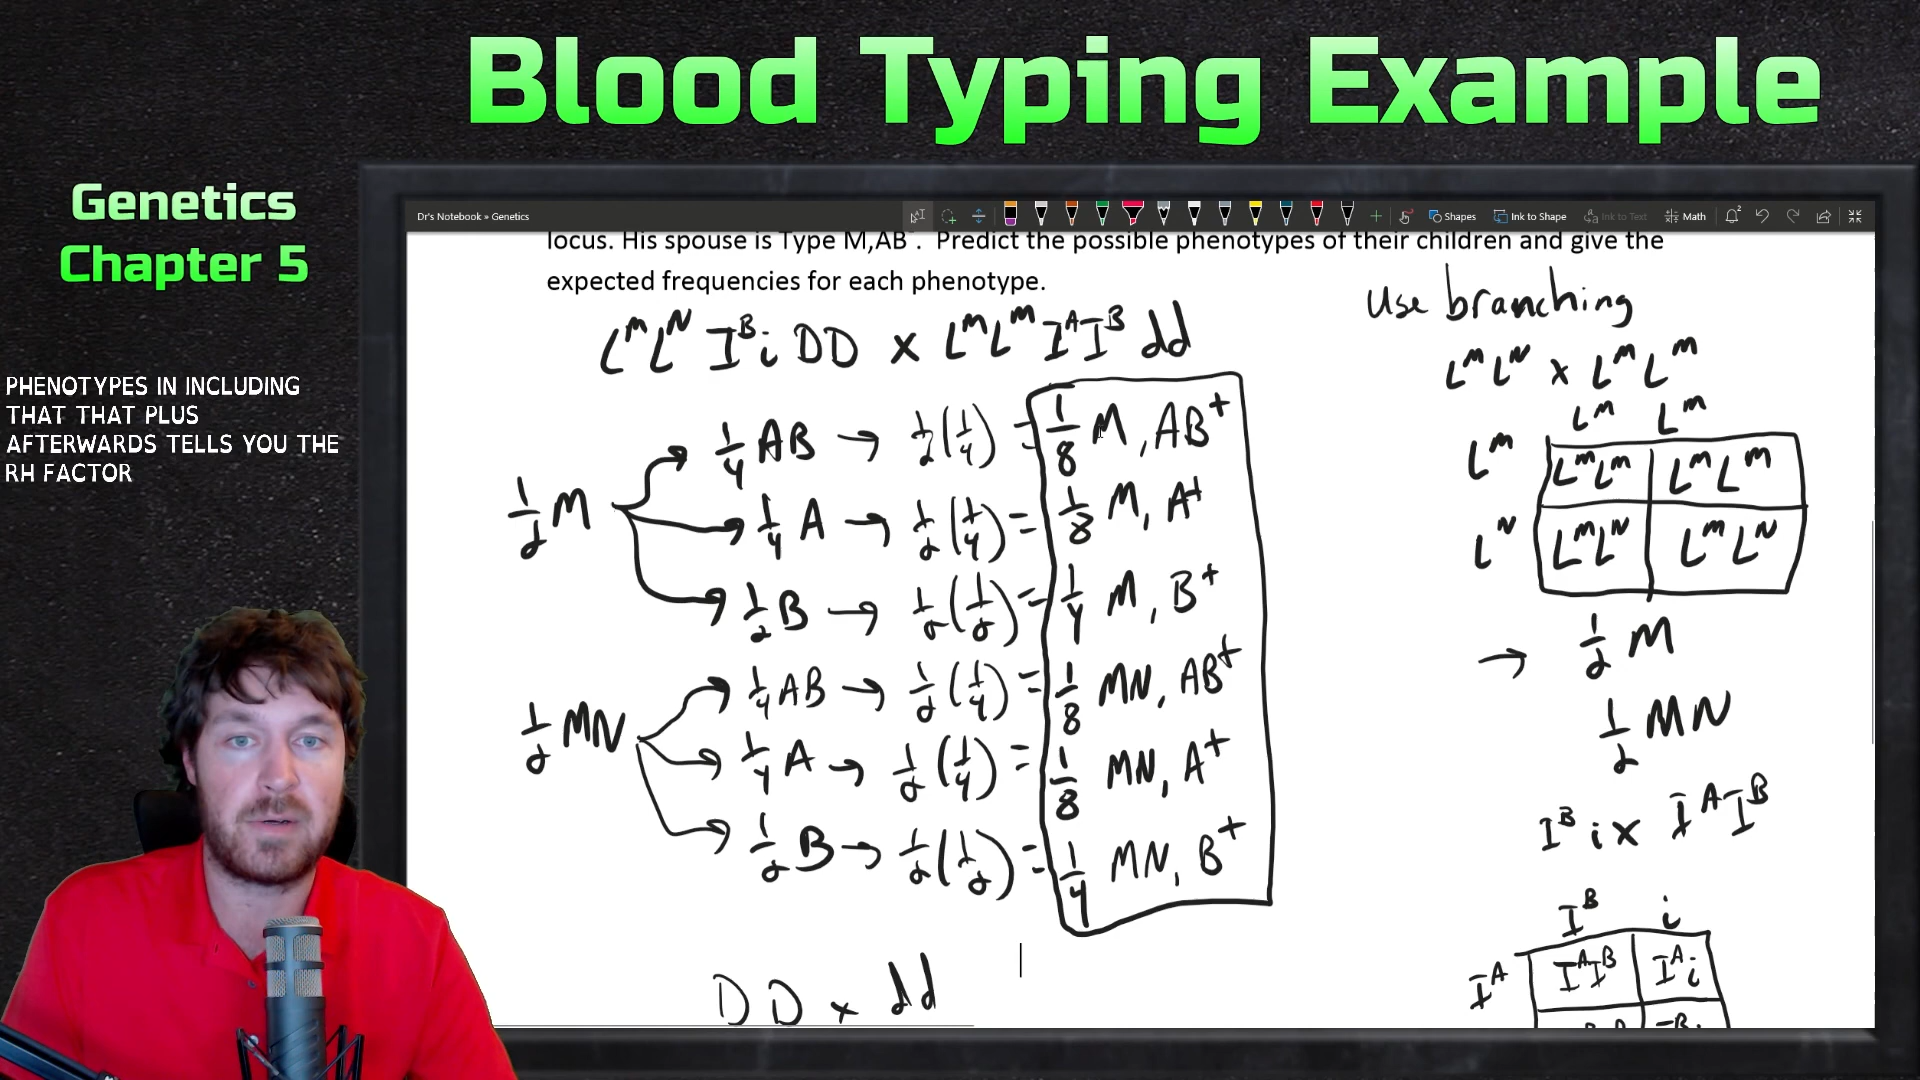 Blood Typing Example
Genetics
Chapter 5
PHENOTYPES IN INCLUDING
THAT THAT PLUS
AFTERWARDS TELLS YOU THE
RH FACTOR
Dr's Notebook » Genetics
Shapes
Ink to Shape
Ink to Text
Math
locus. His spouse is Type M,AB⁻. Predict the possible phenotypes of their children and give the
expected frequencies for each phenotype.
LᴹLᴺ Iᴮi DD x LᴹLᴹ IᴬIᴮ dd
1/2 M
1/4 AB → 1/2 (1/4) = 1/8 M, AB⁺
1/4 A → 1/2 (1/4) = 1/8 M, A⁺
1/2 B → 1/2 (1/2) = 1/4 M, B⁺
1/2 MN
1/4 AB → 1/2 (1/4) = 1/8 MN, AB⁺
1/4 A → 1/2 (1/4) = 1/8 MN, A⁺
1/2 B → 1/2 (1/2) = 1/4 MN, B⁺
DD x dd
Use branching
LᴹLᴺ x LᴹLᴹ
Lᴹ Lᴹ
Lᴹ LᴹLᴹ LᴹLᴹ
Lᴺ LᴹLᴺ LᴹLᴺ
→ 1/2 M
1/2 MN
Iᴮi x IᴬIᴮ
Iᴮ i
Iᴬ IᴬIᴮ Iᴬi